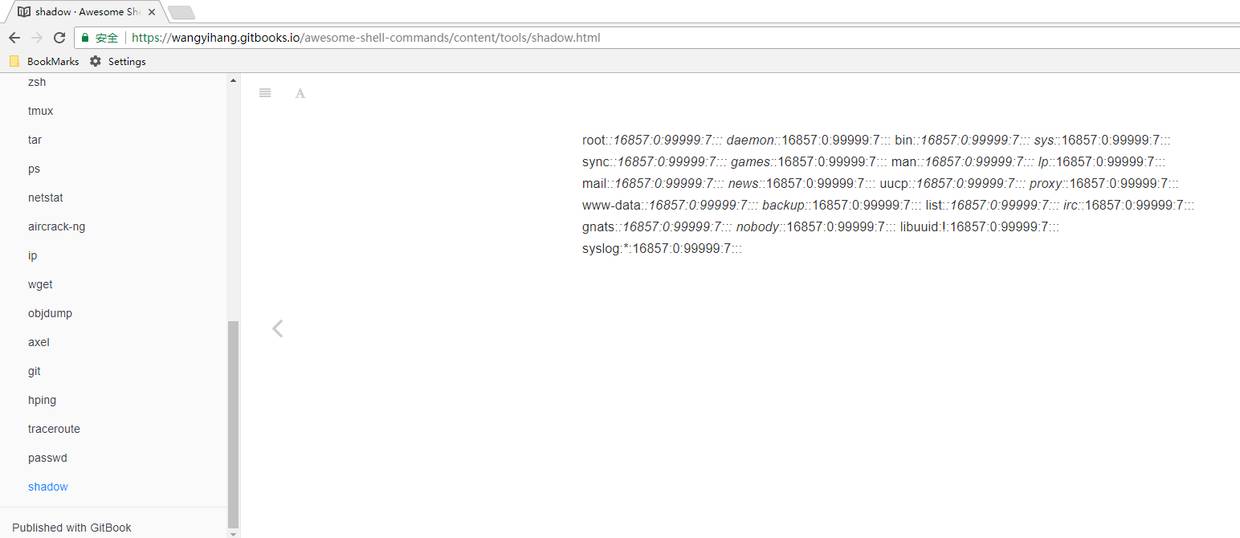 shadow · Awesome She
安全
https://wangyihang.gitbooks.io/awesome-shell-commands/content/tools/shadow.html
BookMarks
Settings
zsh
tmux
tar
ps
netstat
aircrack-ng
ip
wget
objdump
axel
git
hping
traceroute
passwd
shadow
Published with GitBook
A
root::16857:0:99999:7::: daemon::16857:0:99999:7::: bin::16857:0:99999:7::: sys::16857:0:99999:7:::
sync::16857:0:99999:7::: games::16857:0:99999:7::: man::16857:0:99999:7::: lp::16857:0:99999:7:::
mail::16857:0:99999:7::: news::16857:0:99999:7::: uucp::16857:0:99999:7::: proxy::16857:0:99999:7:::
www-data::16857:0:99999:7::: backup::16857:0:99999:7::: list::16857:0:99999:7::: irc::16857:0:99999:7:::
gnats::16857:0:99999:7::: nobody::16857:0:99999:7::: libuuid:!:16857:0:99999:7:::
syslog:*:16857:0:99999:7:::